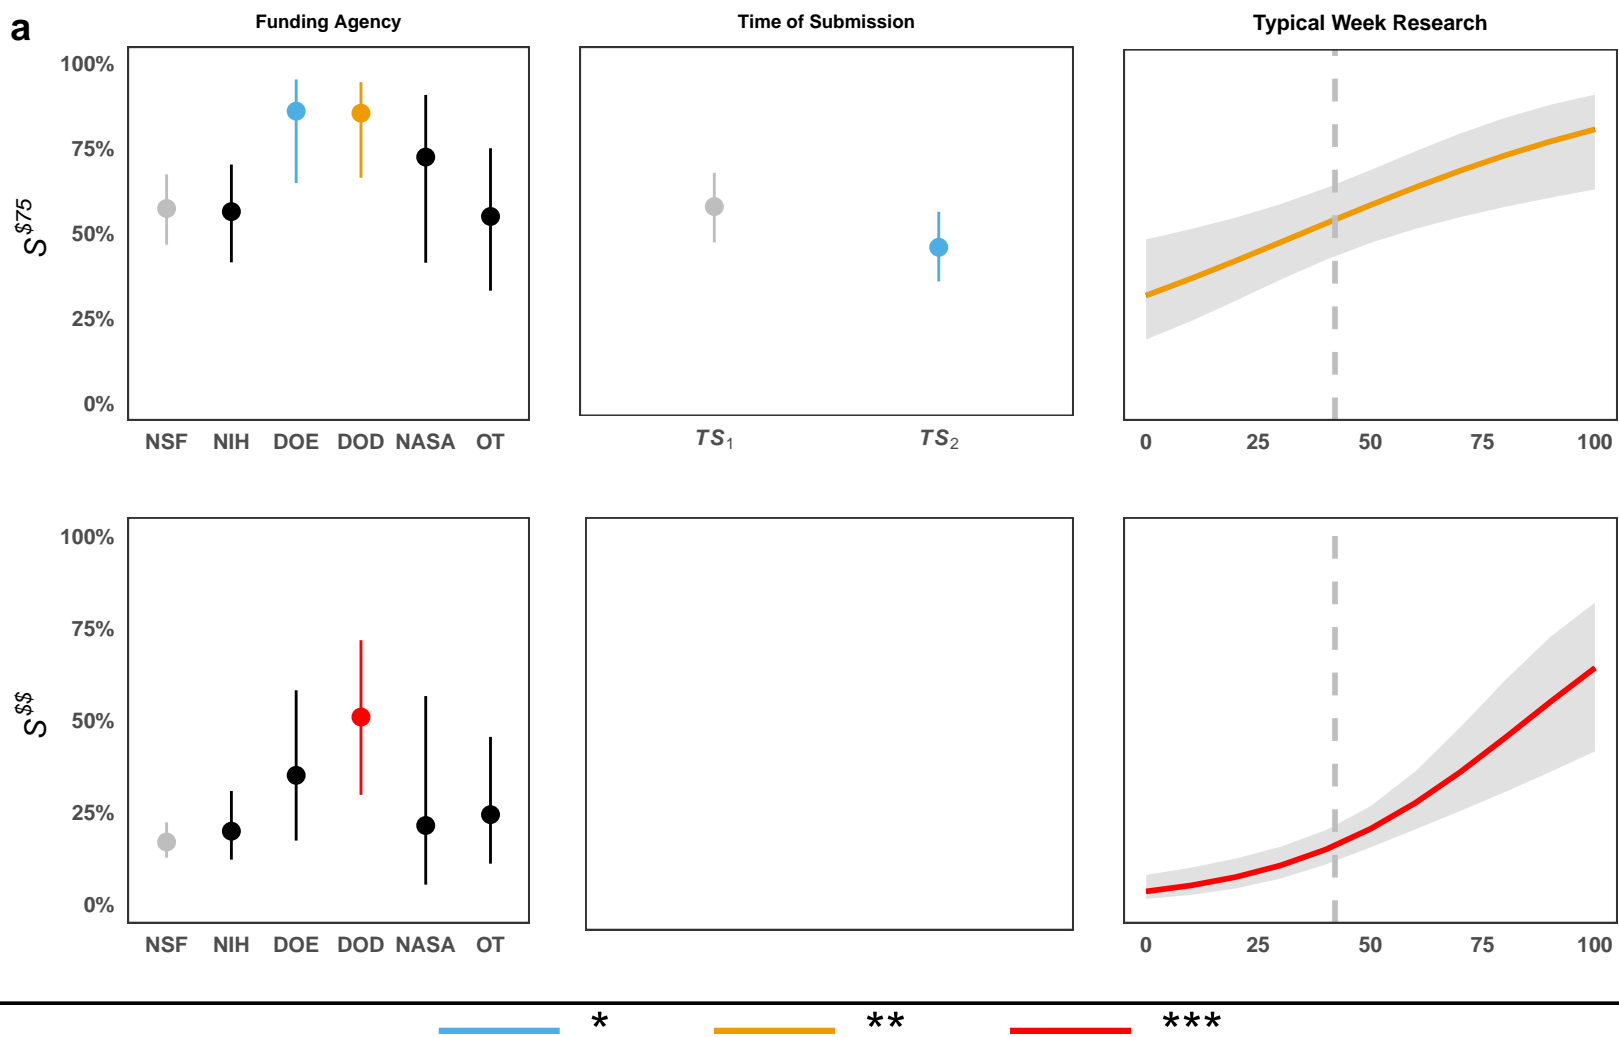 a
Funding Agency
Time of Submission
Typical Week Research
S^$75
100%
75%
50%
25%
0%
NSF NIH DOE DOD NASA OT
TS₁ TS₂
0 25 50 75 100
S^$$
100%
75%
50%
25%
0%
NSF NIH DOE DOD NASA OT
0 25 50 75 100
* ** ***